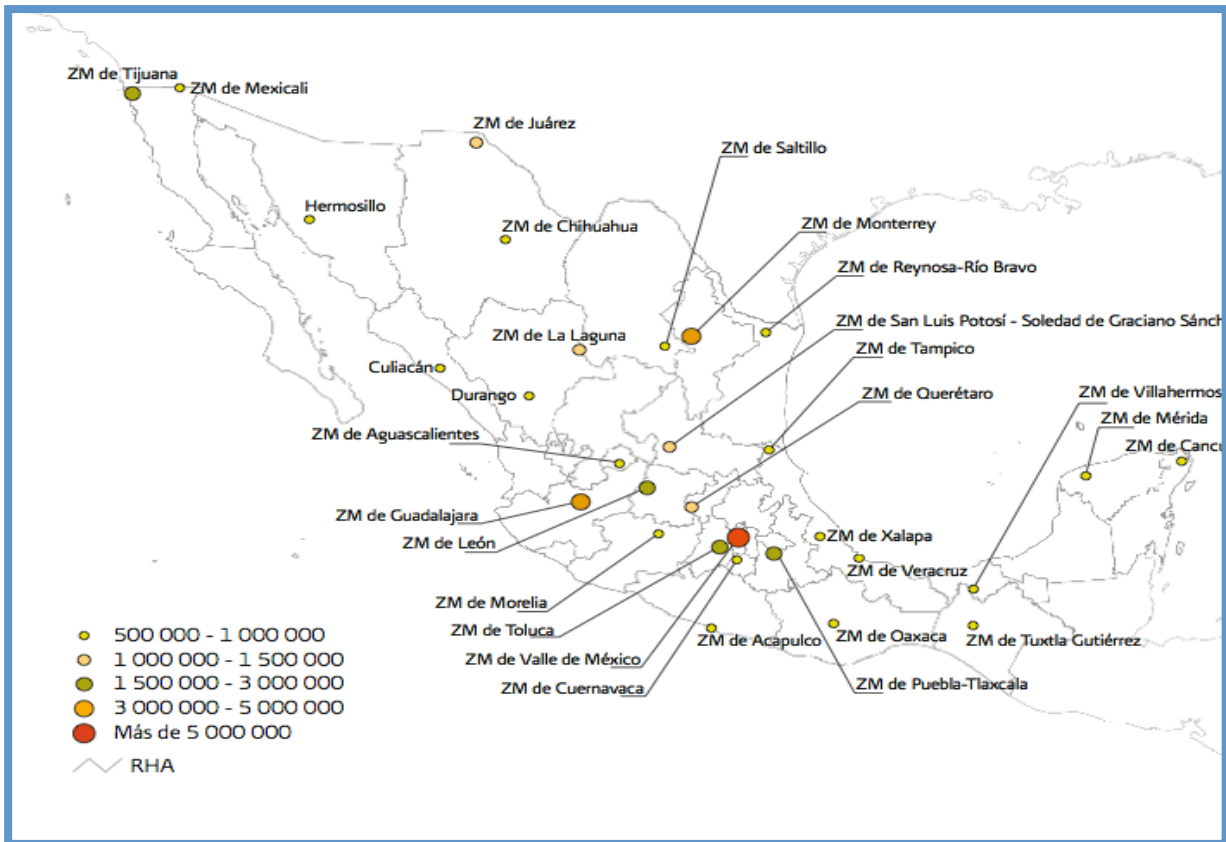 ZM de Tijuana
ZM de Mexicali
ZM de Juárez
ZM de Saltillo
Hermosillo
ZM de Chihuahua
ZM de Monterrey
ZM de Reynosa-Río Bravo
ZM de San Luis Potosí - Soledad de Graciano Sánch
ZM de La Laguna
ZM de Tampico
Culiacán
Durango
ZM de Querétaro
ZM de Villahermos
ZM de Mérida
ZM de Aguascalientes
ZM de Cancu
ZM de Guadalajara
ZM de León
ZM de Xalapa
ZM de Veracruz
ZM de Morelia
ZM de Toluca
ZM de Acapulco
ZM de Oaxaca
ZM de Tuxtla Gutiérrez
ZM de Valle de México
ZM de Cuernavaca
ZM de Puebla-Tlaxcala
500 000 - 1 000 000
1 000 000 - 1 500 000
1 500 000 - 3 000 000
3 000 000 - 5 000 000
Más de 5 000 000
RHA